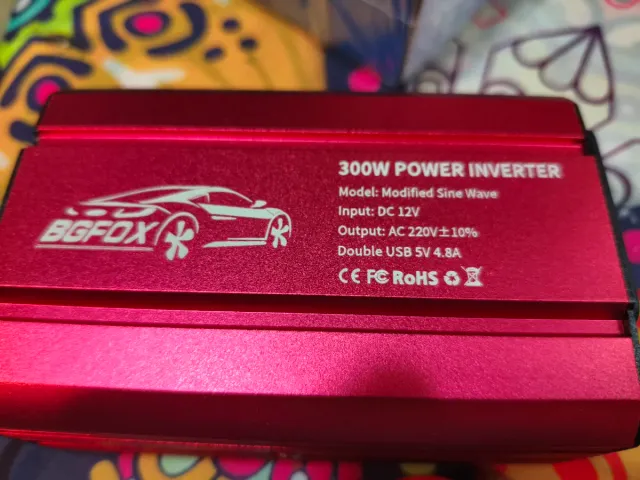 300W POWER INVERTER
Model: Modified Sine Wave
Input: DC 12V
Output: AC 220V±10%
Double USB 5V 4.8A
CE FC RoHS
BGFOX